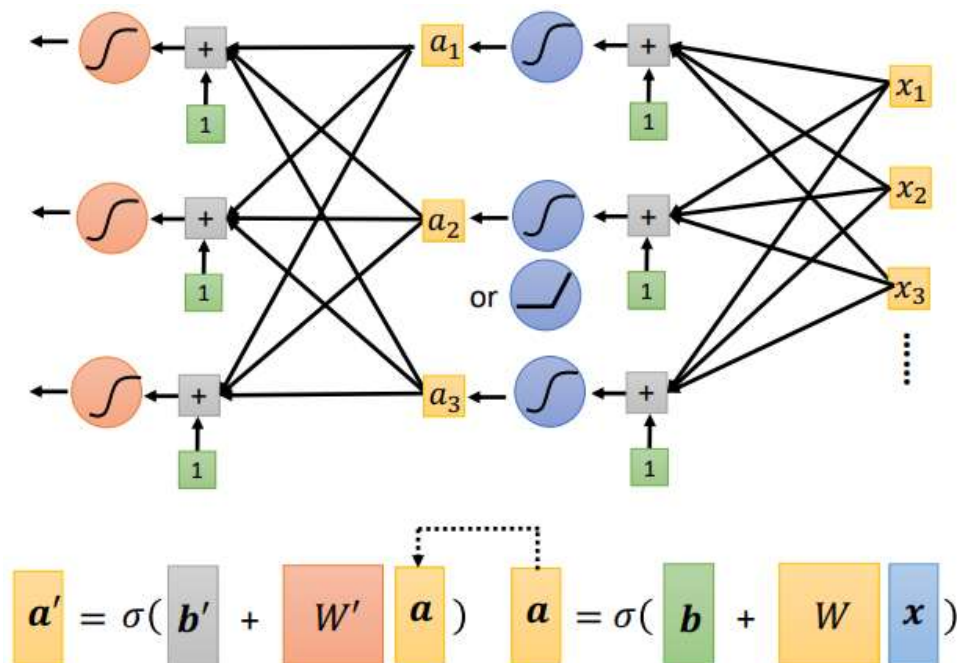 + a₁ +
1 1 x₁
x₂
+ a₂ +
1 1
or x₃
......
+ a₃ +
1 1
a′ = σ( b′ + W′ a ) a = σ( b + W x )